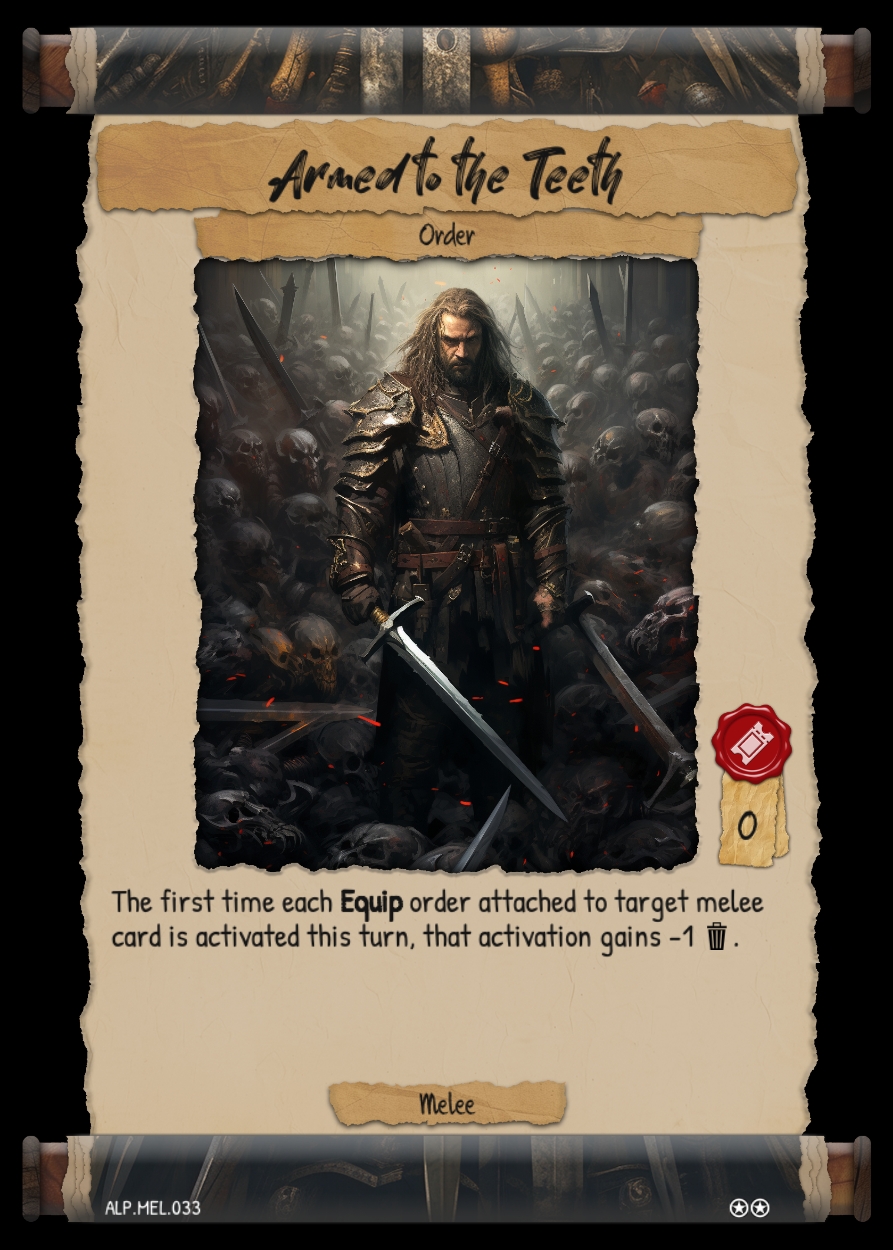 Armed to the Teeth
Order
0
The first time each Equip order attached to target melee
card is activated this turn, that activation gains -1 .
Melee
ALP.MEL.033